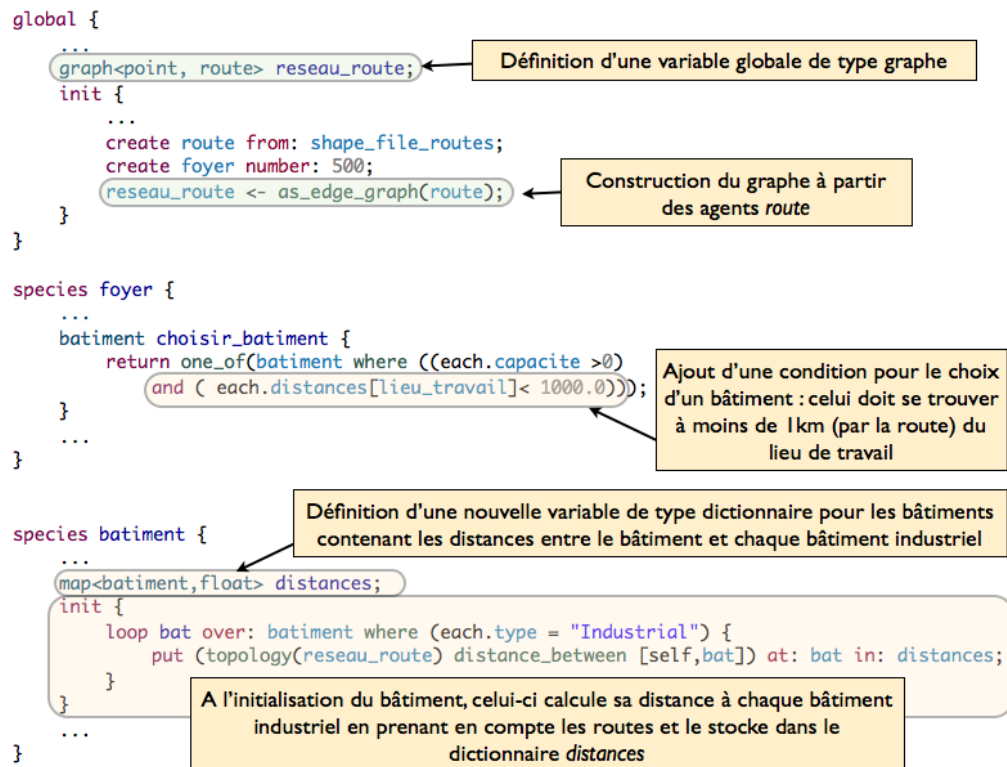 global {
...
graph<point, route> reseau_route;
Définition d'une variable globale de type graphe
init {
...
create route from: shape_file_routes;
create foyer number: 500;
reseau_route <- as_edge_graph(route);
Construction du graphe à partir
des agents route
}
}
species foyer {
...
batiment choisir_batiment {
return one_of(batiment where ((each.capacite >0)
and ( each.distances[lieu_travail]< 1000.0)));
Ajout d'une condition pour le choix
d'un bâtiment : celui doit se trouver
à moins de 1km (par la route) du
lieu de travail
}
...
}
Définition d'une nouvelle variable de type dictionnaire pour les bâtiments
contenant les distances entre le bâtiment et chaque bâtiment industriel
species batiment {
...
map<batiment,float> distances;
init {
loop bat over: batiment where (each.type = "Industrial") {
put (topology(reseau_route) distance_between [self,bat]) at: bat in: distances;
}
}
A l'initialisation du bâtiment, celui-ci calcule sa distance à chaque bâtiment
industriel en prenant en compte les routes et le stocke dans le
dictionnaire distances
...
}